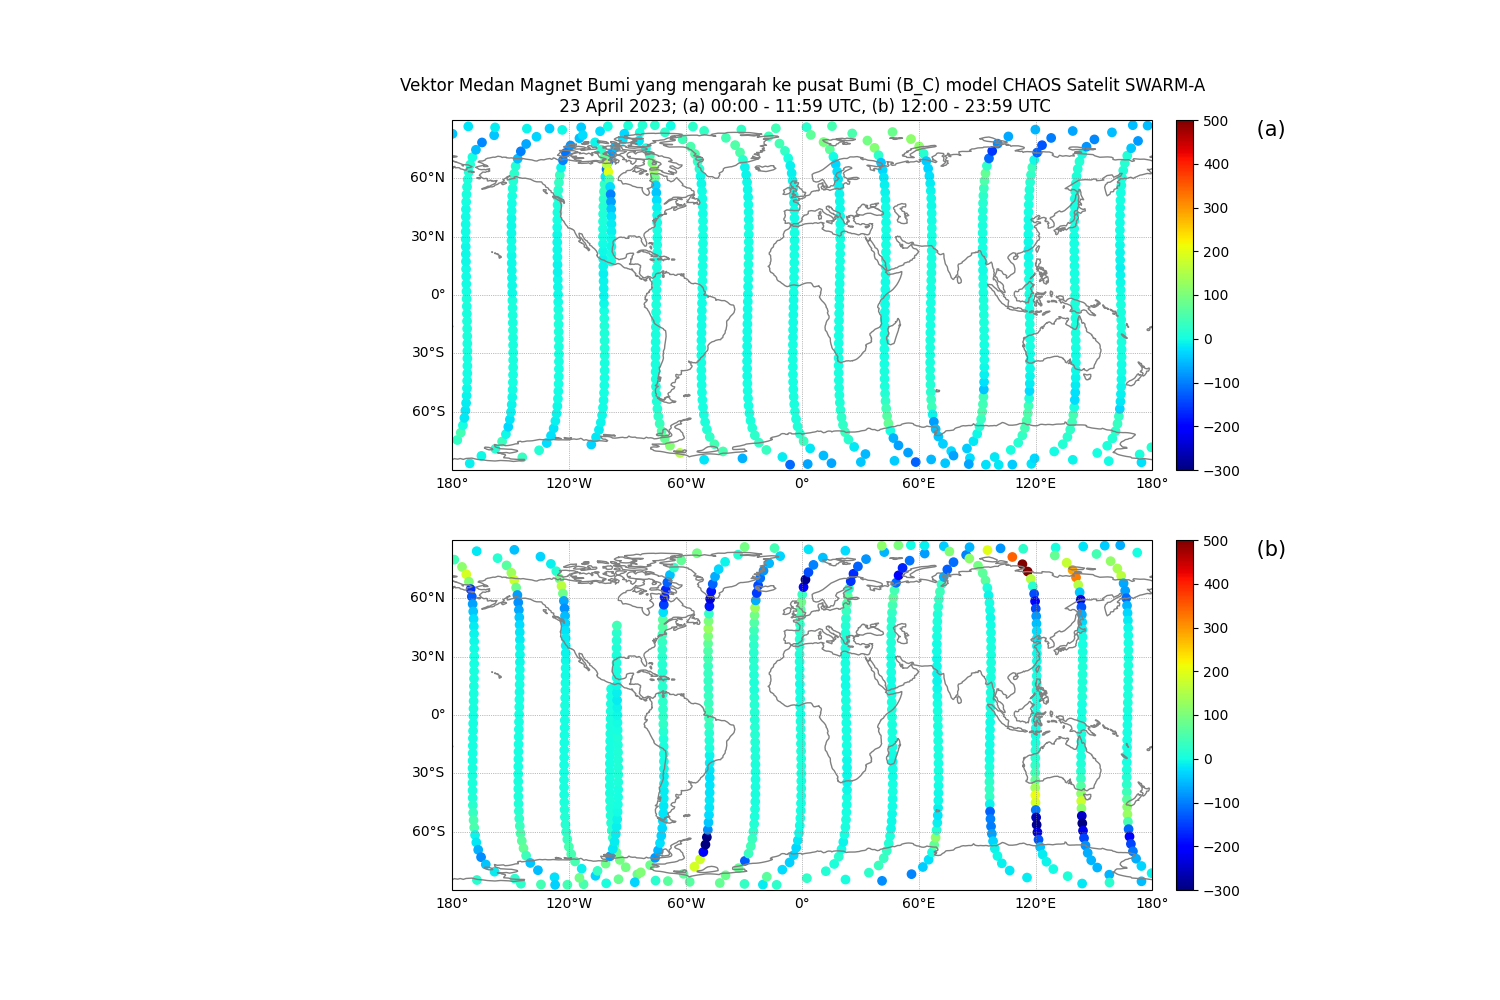 Vektor Medan Magnet Bumi yang mengarah ke pusat Bumi (B_C) model CHAOS Satelit SWARM-A
23 April 2023; (a) 00:00 - 11:59 UTC, (b) 12:00 - 23:59 UTC
(a)
60°N
30°N
0°
30°S
60°S
180° 120°W 60°W 0° 60°E 120°E 180°
500
400
300
200
100
0
−100
−200
−300
(b)
60°N
30°N
0°
30°S
60°S
180° 120°W 60°W 0° 60°E 120°E 180°
500
400
300
200
100
0
−100
−200
−300